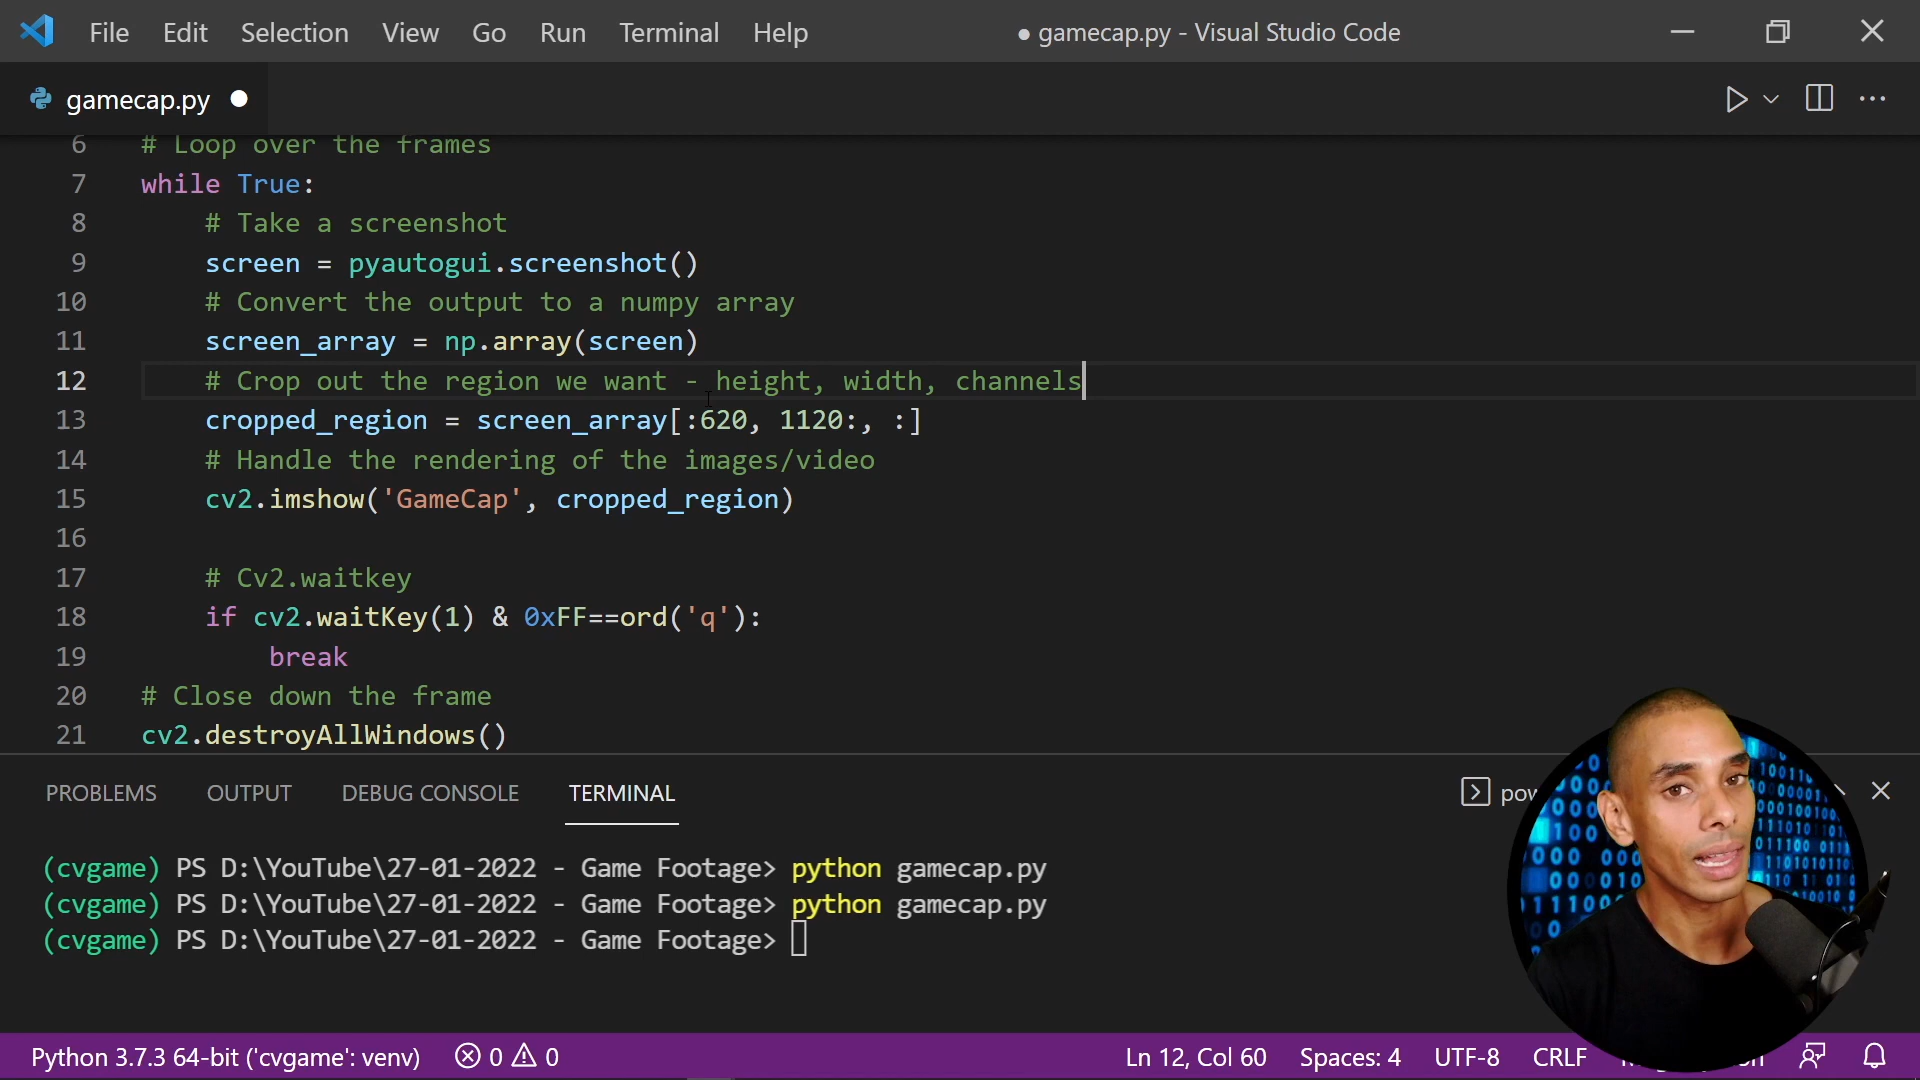 File Edit Selection View Go Run Terminal Help ● gamecap.py - Visual Studio Code
gamecap.py ●
6 # Loop over the frames
7 while True:
8 # Take a screenshot
9 screen = pyautogui.screenshot()
10 # Convert the output to a numpy array
11 screen_array = np.array(screen)
12 # Crop out the region we want - height, width, channels
13 cropped_region = screen_array[:620, 1120:, :]
14 # Handle the rendering of the images/video
15 cv2.imshow('GameCap', cropped_region)
16
17 # Cv2.waitkey
18 if cv2.waitKey(1) & 0xFF==ord('q'):
19 break
20 # Close down the frame
21 cv2.destroyAllWindows()
PROBLEMS OUTPUT DEBUG CONSOLE TERMINAL
(cvgame) PS D:\YouTube\27-01-2022 - Game Footage> python gamecap.py
(cvgame) PS D:\YouTube\27-01-2022 - Game Footage> python gamecap.py
(cvgame) PS D:\YouTube\27-01-2022 - Game Footage>
Python 3.7.3 64-bit ('cvgame': venv) 0 0 Ln 12, Col 60 Spaces: 4 UTF-8 CRLF